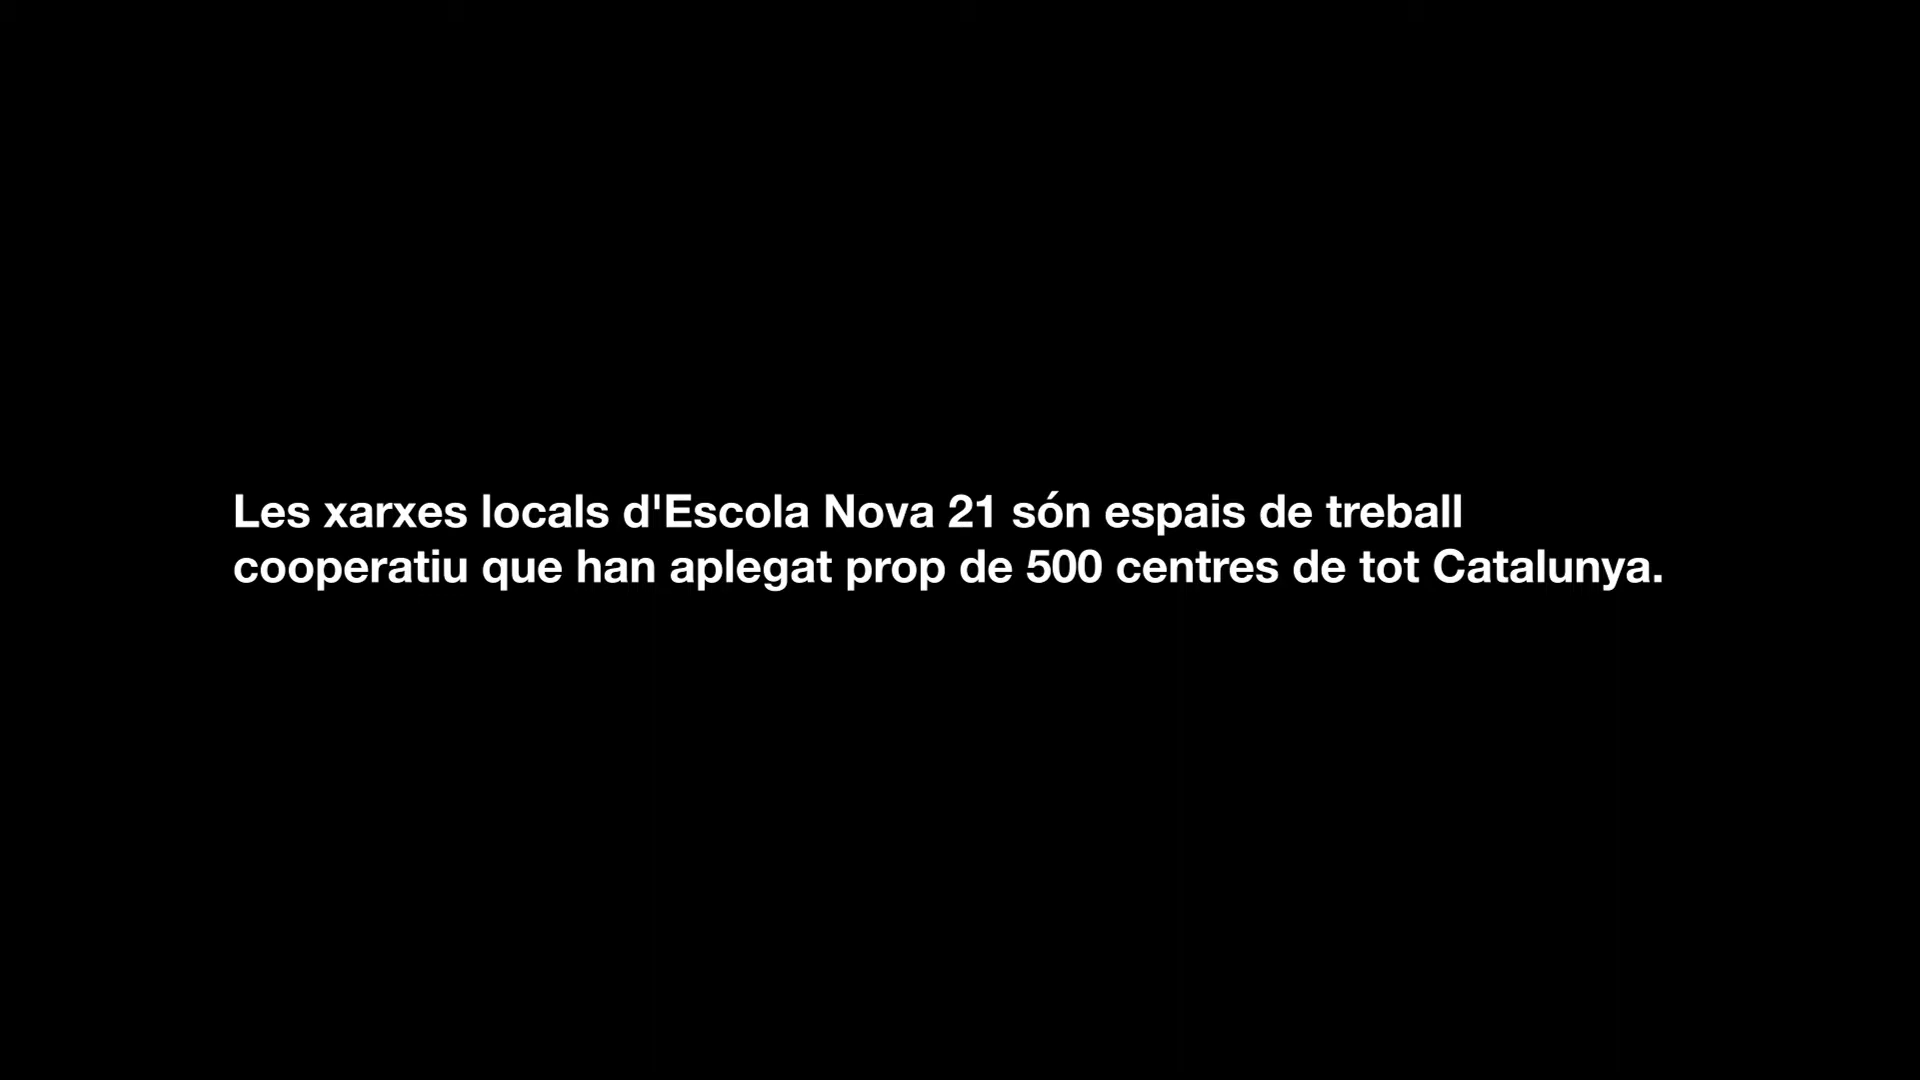 Les xarxes locals d'Escola Nova 21 són espais de treball
cooperatiu que han aplegat prop de 500 centres de tot Catalunya.